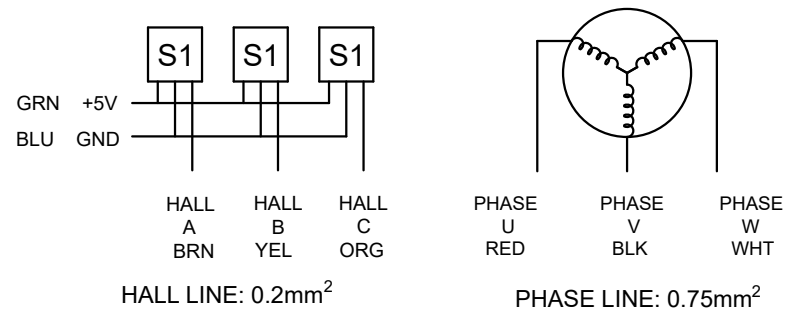 S1 S1 S1
GRN +5V
BLU GND
HALL A BRN
HALL B YEL
HALL C ORG
PHASE U RED
PHASE V BLK
PHASE W WHT
HALL LINE: 0.2mm²
PHASE LINE: 0.75mm²